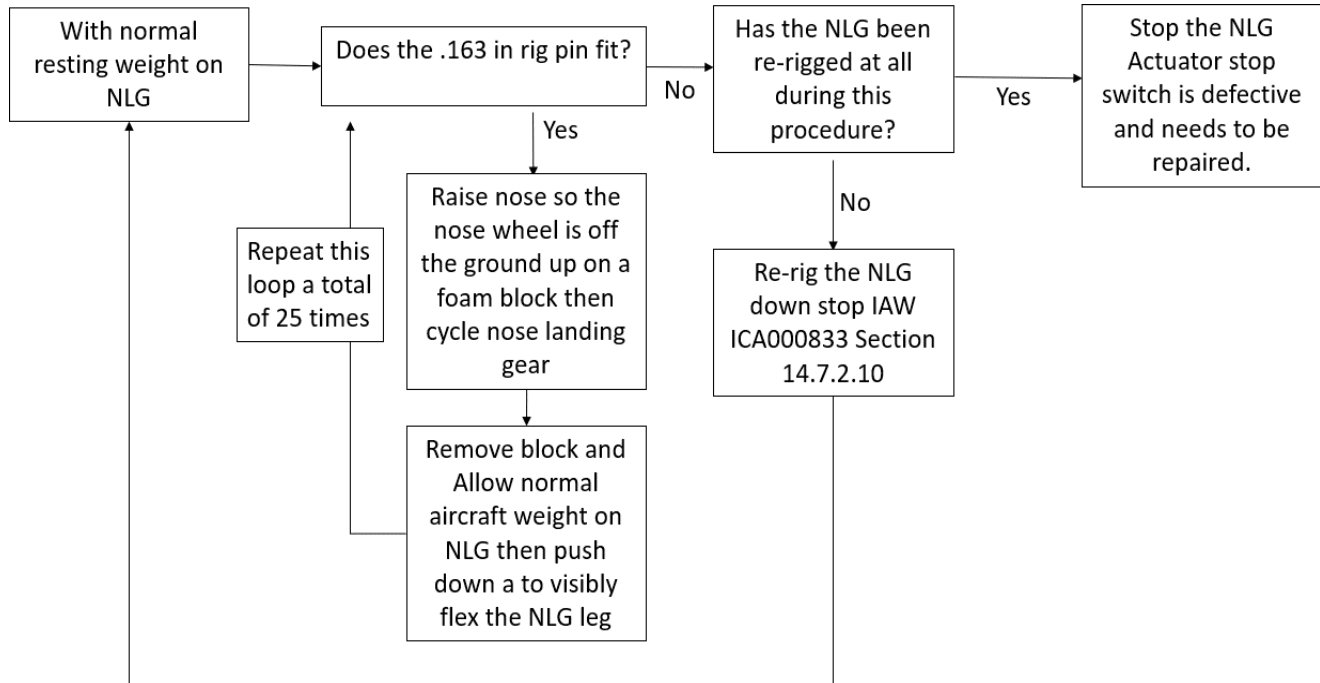 With normal
resting weight on
NLG
Does the .163 in rig pin fit?
No
Has the NLG been
re-rigged at all
during this
procedure?
Yes
Stop the NLG
Actuator stop
switch is defective
and needs to be
repaired.
Yes
Raise nose so the
nose wheel is off
the ground up on a
foam block then
cycle nose landing
gear
No
Repeat this
loop a total
of 25 times
Re-rig the NLG
down stop IAW
ICA000833 Section
14.7.2.10
Remove block and
Allow normal
aircraft weight on
NLG then push
down a to visibly
flex the NLG leg